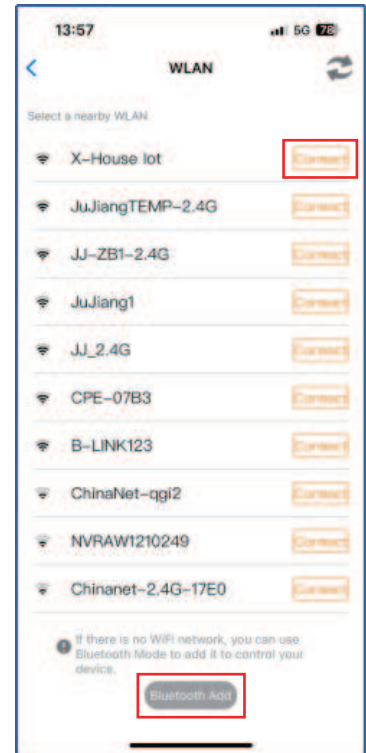 13:57 5G 78
WLAN
Select a nearby WLAN
X-House Iot Connect
JuJiangTEMP-2.4G Connect
JJ-ZB1-2.4G Connect
JuJiang1 Connect
JJ_2.4G Connect
CPE-07B3 Connect
B-LINK123 Connect
ChinaNet-qgi2 Connect
NVRAW1210249 Connect
Chinanet-2.4G-17E0 Connect
If there is no WiFi network, you can use
Bluetooth Mode to add it to control your
device.
Bluetooth Add